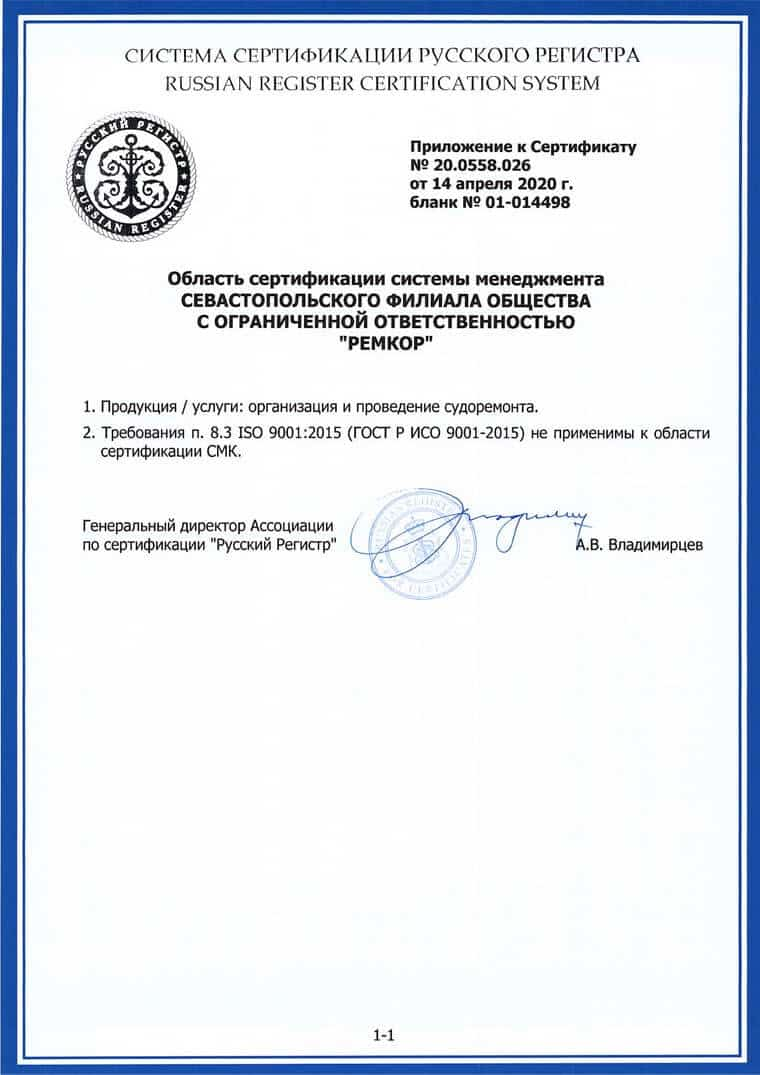 СИСТЕМА СЕРТИФИКАЦИИ РУССКОГО РЕГИСТРА
RUSSIAN REGISTER CERTIFICATION SYSTEM
РУССКИЙ РЕГИСТР
RUSSIAN REGISTER
Приложение к Сертификату
№ 20.0558.026
от 14 апреля 2020 г.
бланк № 01-014498
Область сертификации системы менеджмента
СЕВАСТОПОЛЬСКОГО ФИЛИАЛА ОБЩЕСТВА
С ОГРАНИЧЕННОЙ ОТВЕТСТВЕННОСТЬЮ
"РЕМКОР"
1. Продукция / услуги: организация и проведение судоремонта.
2. Требования п. 8.3 ISO 9001:2015 (ГОСТ Р ИСО 9001-2015) не применимы к области
сертификации СМК.
Генеральный директор Ассоциации
по сертификации "Русский Регистр"
А.В. Владимирцев
1-1